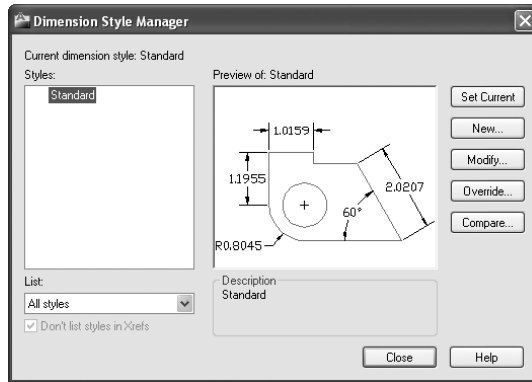 Dimension Style Manager
Current dimension style: Standard
Styles:
Standard
Preview of: Standard
1.0159
1.1955
2.0207
60°
R0.8045
Set Current
New...
Modify...
Override...
Compare...
List:
All styles
Don't list styles in Xrefs
Description
Standard
Close
Help